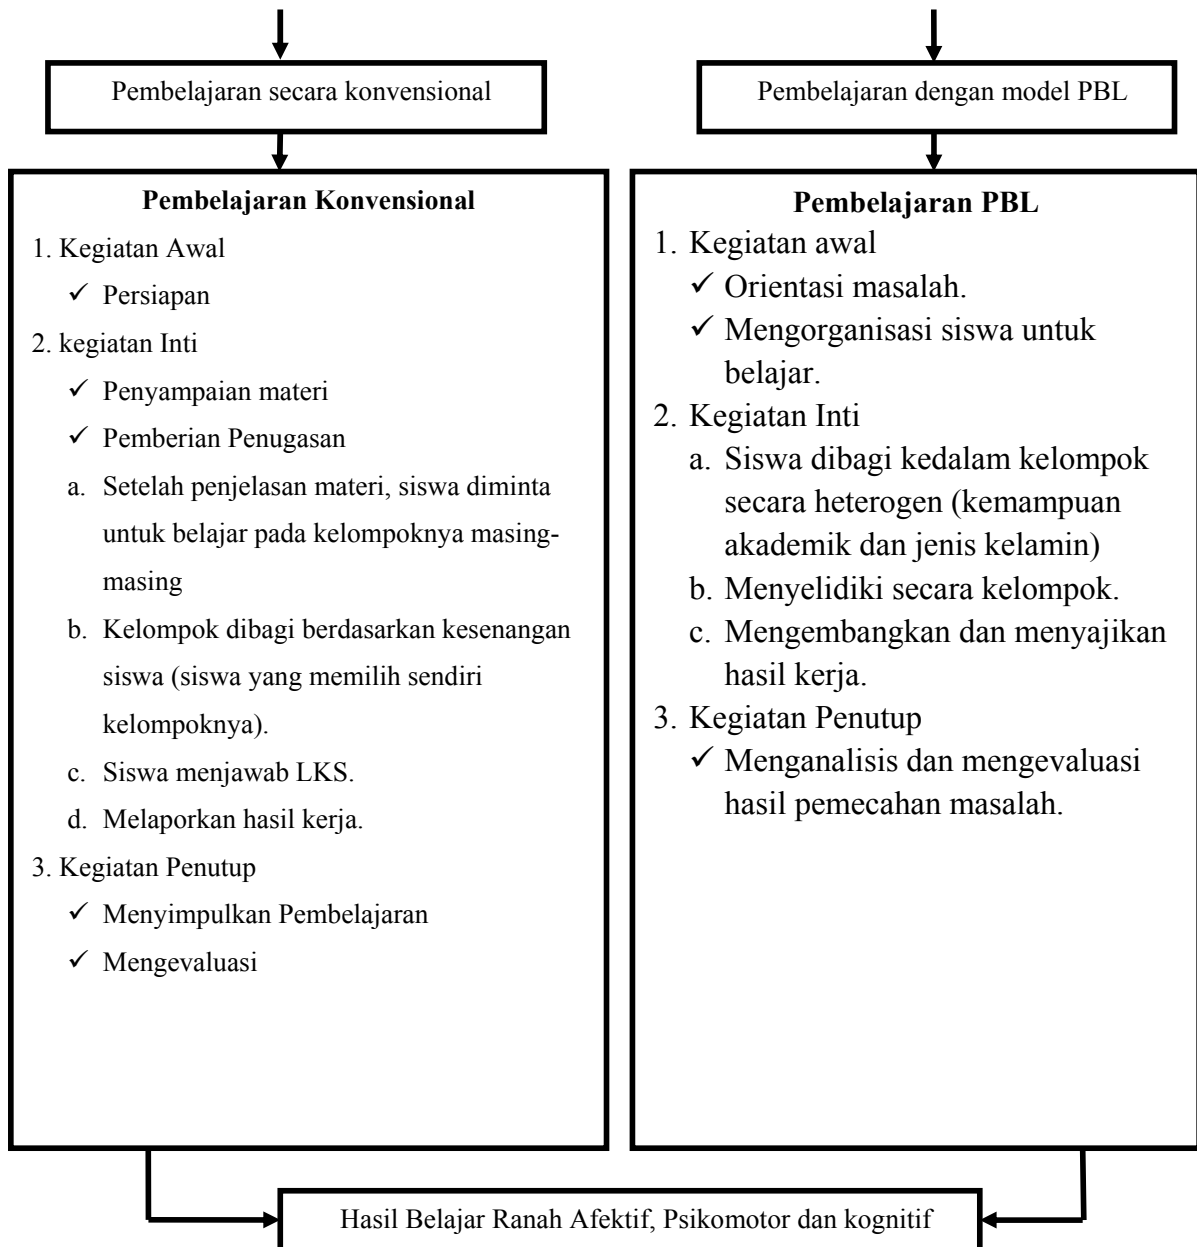 Pembelajaran secara konvensional
Pembelajaran dengan model PBL
Pembelajaran Konvensional
1. Kegiatan Awal
✓ Persiapan
2. kegiatan Inti
✓ Penyampaian materi
✓ Pemberian Penugasan
a. Setelah penjelasan materi, siswa diminta
untuk belajar pada kelompoknya masing-
masing
b. Kelompok dibagi berdasarkan kesenangan
siswa (siswa yang memilih sendiri
kelompoknya).
c. Siswa menjawab LKS.
d. Melaporkan hasil kerja.
3. Kegiatan Penutup
✓ Menyimpulkan Pembelajaran
✓ Mengevaluasi
Pembelajaran PBL
1. Kegiatan awal
✓ Orientasi masalah.
✓ Mengorganisasi siswa untuk
belajar.
2. Kegiatan Inti
a. Siswa dibagi kedalam kelompok
secara heterogen (kemampuan
akademik dan jenis kelamin)
b. Menyelidiki secara kelompok.
c. Mengembangkan dan menyajikan
hasil kerja.
3. Kegiatan Penutup
✓ Menganalisis dan mengevaluasi
hasil pemecahan masalah.
Hasil Belajar Ranah Afektif, Psikomotor dan kognitif